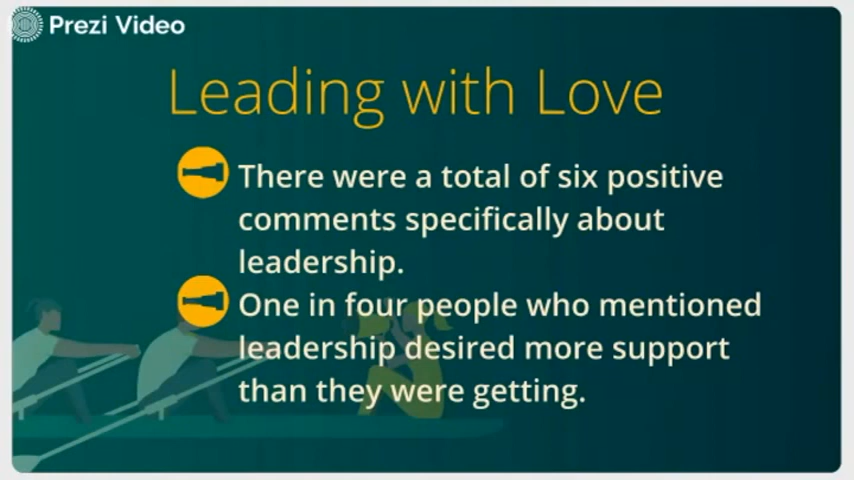 Prezi Video
Leading with Love
There were a total of six positive
comments specifically about
leadership.
One in four people who mentioned
leadership desired more support
than they were getting.